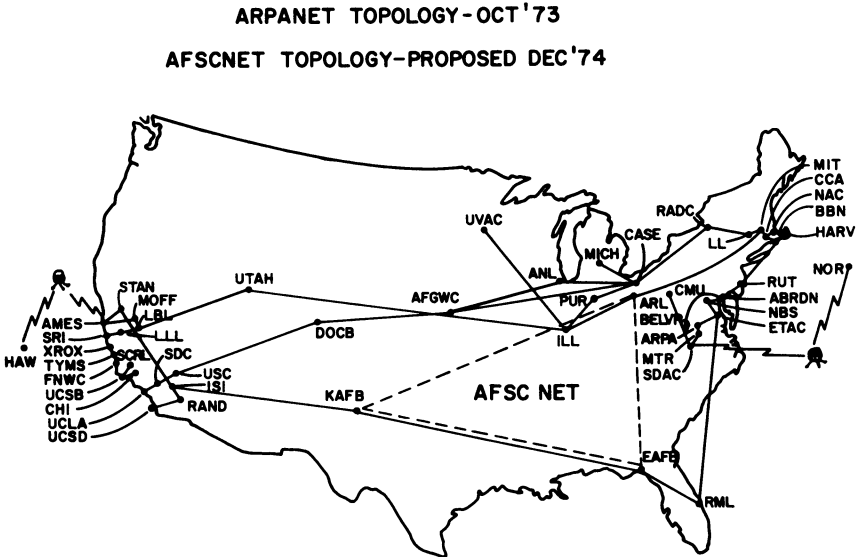 ARPANET TOPOLOGY-OCT'73
AFSCNET TOPOLOGY-PROPOSED DEC'74
MIT
CCA
NAC
BBN
HARV
RADC
LL
CASE
UVAC
MICH
ANL
PUR
ILL
NOR
RUT
ABRDN
NBS
ETAC
CMU
ARL
BELVR
ARPA
MTR
SDAC
UTAH
AFGWC
DOCB
STAN
MOFF
LBL
LLL
AMES
SRI
XROX
TYMS
FNWC
UCSB
CHI
UCLA
UCSD
SCRL
SDC
USC
ISI
RAND
HAW
KAFB
AFSC NET
EAFB
RML